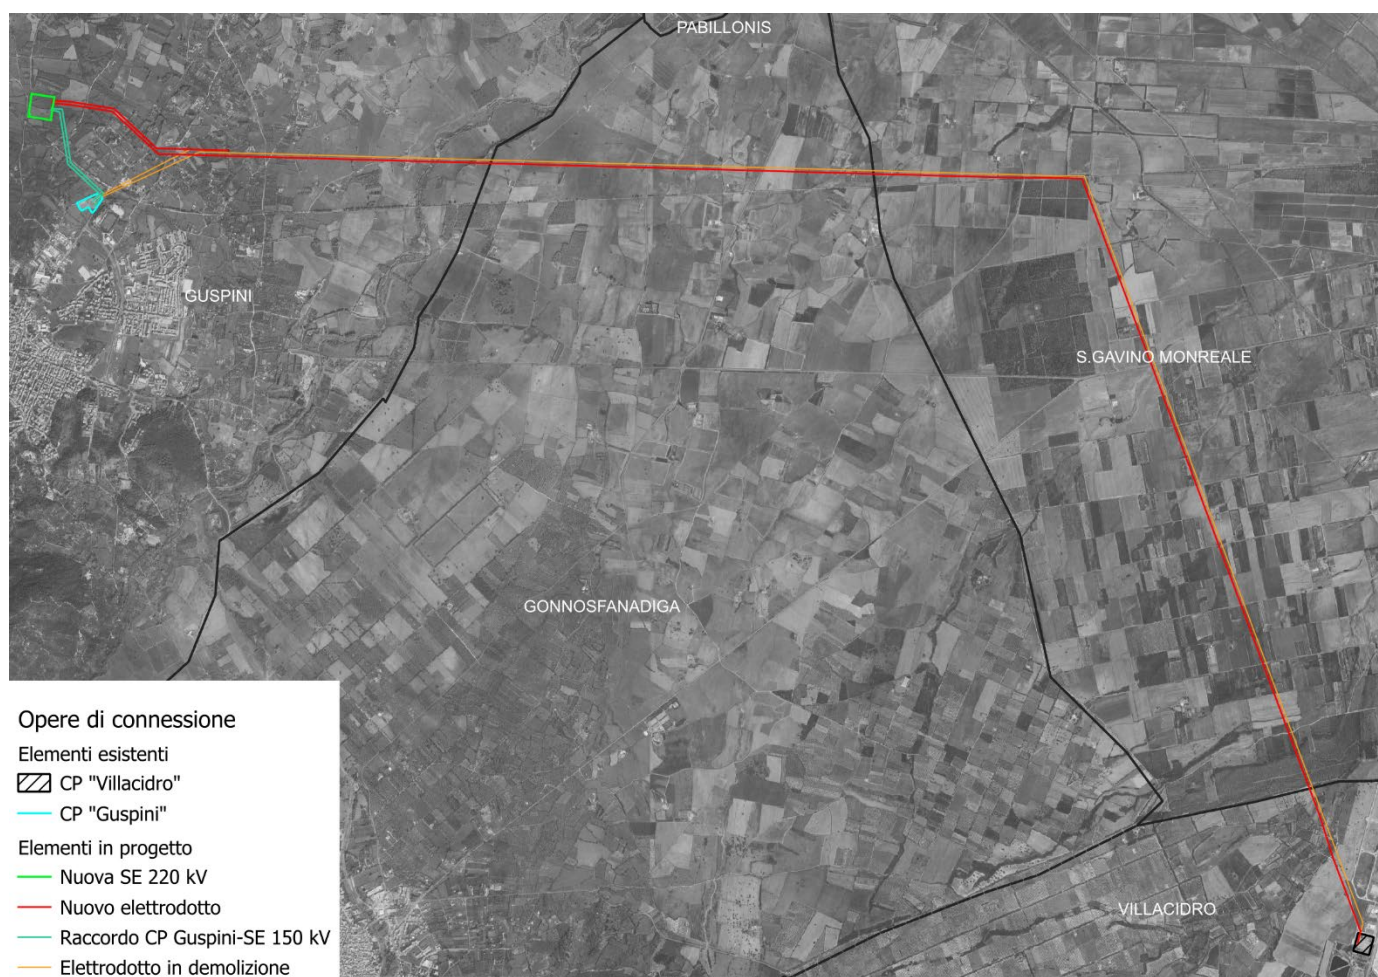 PABILLONIS
GUSPINI
S.GAVINO MONREALE
GONNOSFANADIGA
VILLACIDRO
Opere di connessione
Elementi esistenti
CP "Villacidro"
CP "Guspini"
Elementi in progetto
Nuova SE 220 kV
Nuovo elettrodotto
Raccordo CP Guspini-SE 150 kV
Elettrodotto in demolizione